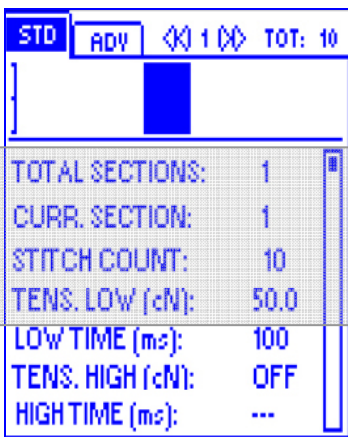 STD ADV «K» 1 «X» TOT: 10
TOTAL SECTIONS: 1
CURR. SECTION: 1
STITCH COUNT: 10
TENS. LOW (cN): 50.0
LOW TIME (ms): 100
TENS. HIGH (cN): OFF
HIGH TIME (ms): ---